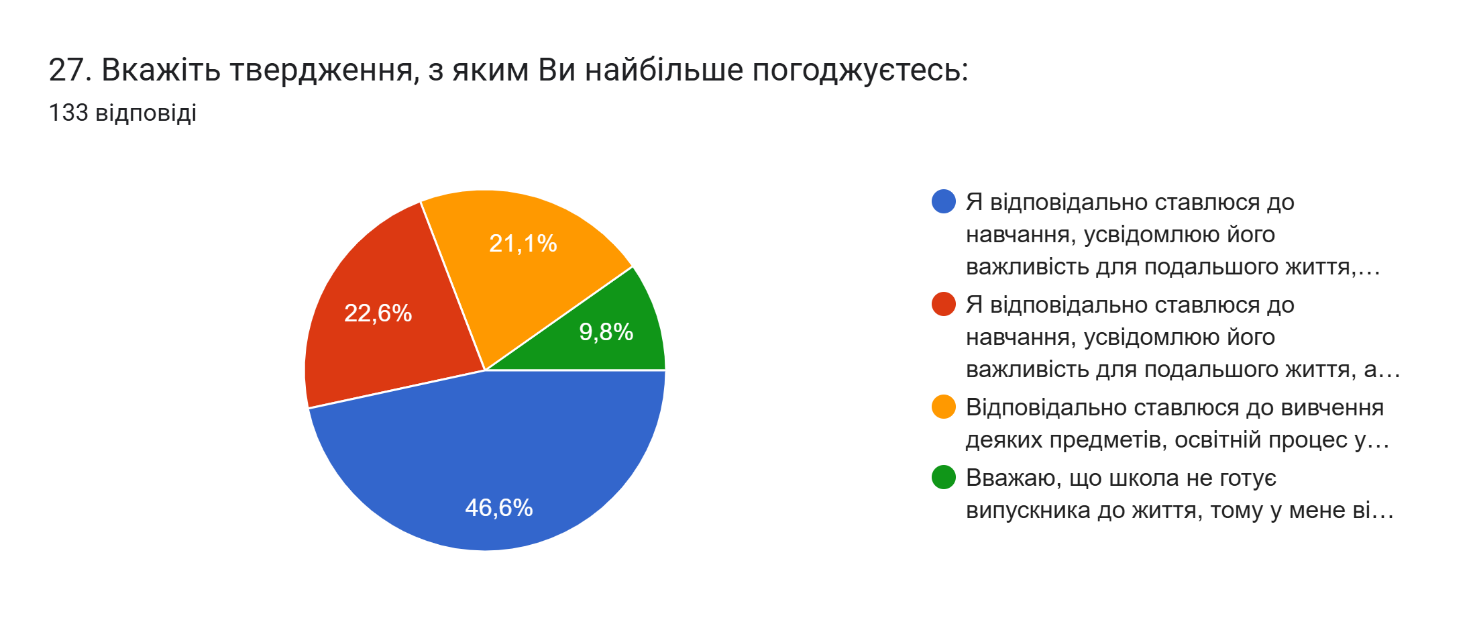 27. Вкажіть твердження, з яким Ви найбільше погоджуєтесь:
133 відповіді
21,1%
22,6%
9,8%
46,6%
Я відповідально ставлюся до
навчання, усвідомлюю його
важливість для подальшого життя,…
Я відповідально ставлюся до
навчання, усвідомлюю його
важливість для подальшого життя, а…
Відповідально ставлюся до вивчення
деяких предметів, освітній процес у…
Вважаю, що школа не готує
випускника до життя, тому у мене ві…